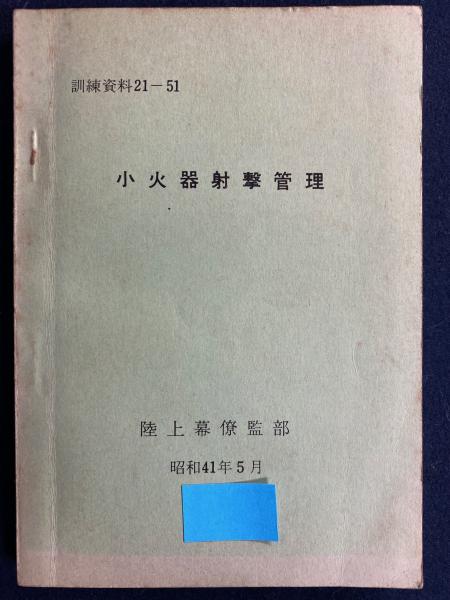 訓練資料21－51
小火器射撃管理
陸上幕僚監部
昭和41年5月